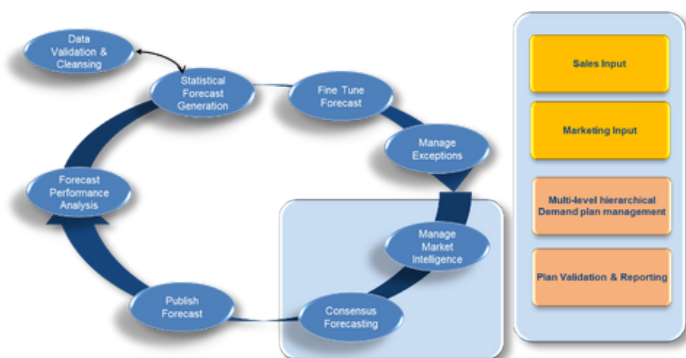 Data
Validation &
Cleansing
Statistical
Forecast
Generation
Fine Tune
Forecast
Manage
Exceptions
Manage
Market
Intelligence
Consensus
Forecasting
Publish
Forecast
Forecast
Performance
Analysis
Sales Input
Marketing Input
Multi-level hierarchical
Demand plan management
Plan Validation & Reporting